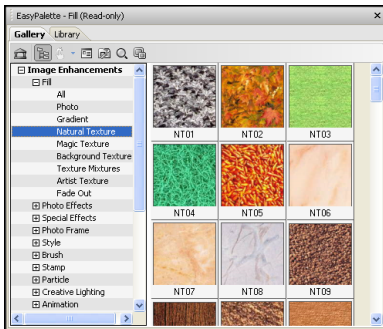 EasyPalette - Fill (Read-only)
Gallery Library
Image Enhancements
Fill
All
Photo
Gradient
Natural Texture
Magic Texture
Background Texture
Texture Mixtures
Artist Texture
Fade Out
Photo Effects
Special Effects
Photo Frame
Style
Brush
Stamp
Particle
Creative Lighting
Animation
NT01 NT02 NT03
NT04 NT05 NT06
NT07 NT08 NT09